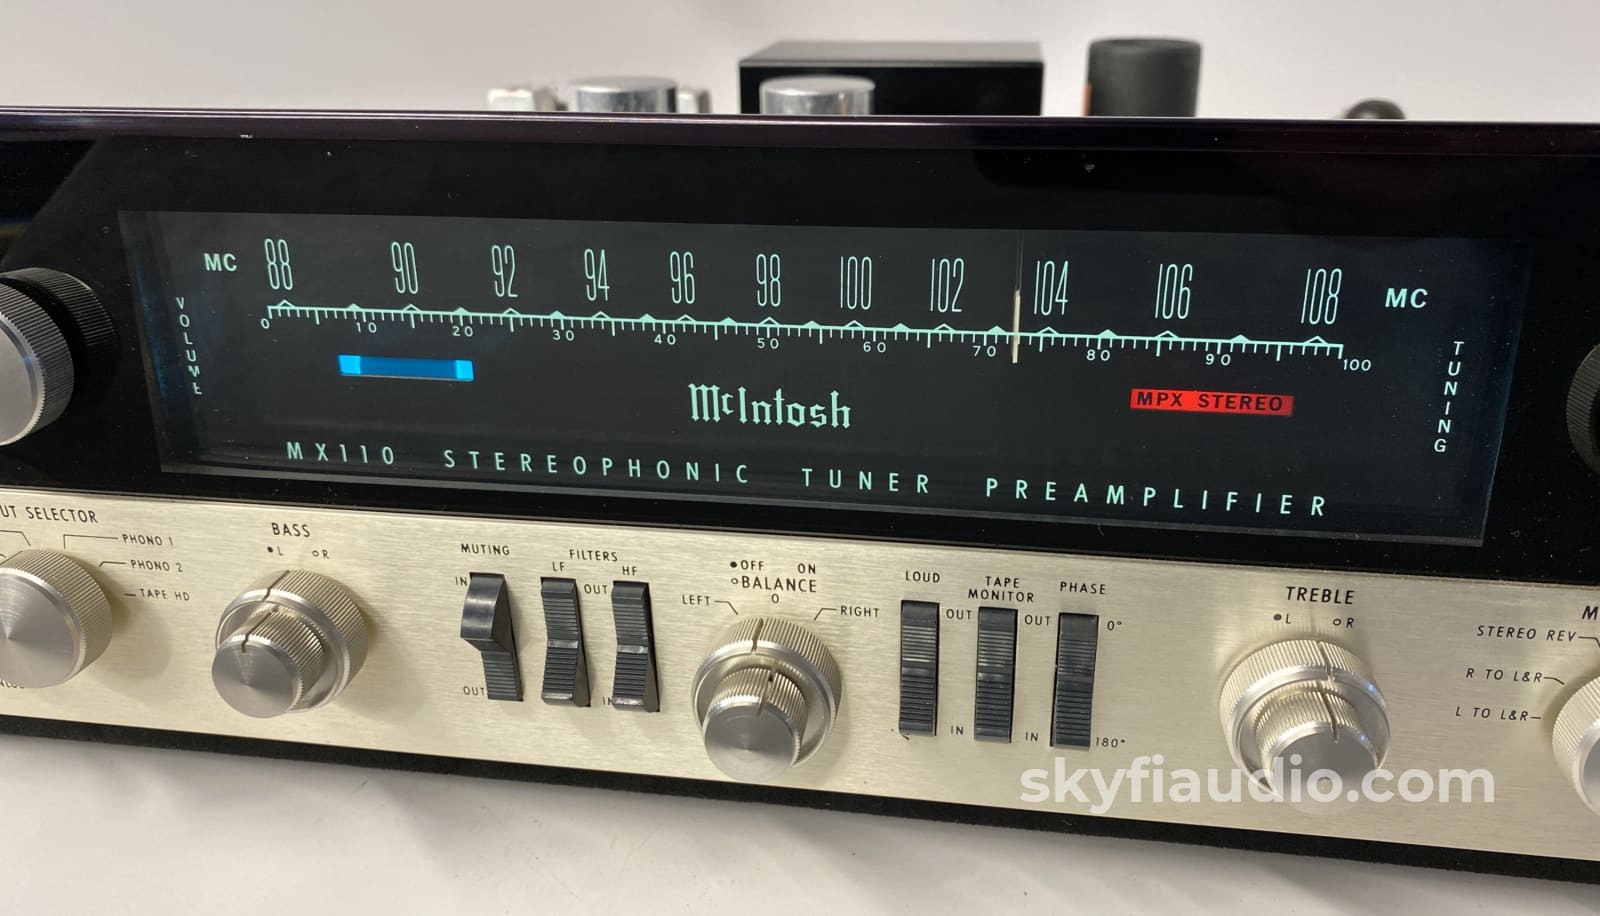 MC 88 90 92 94 96 98 100 102 104 106 108 MC
0 10 20 30 40 50 60 70 80 90 100
VOLUME
TUNING
MPX STEREO
McIntosh
MX110 STEREOPHONIC TUNER PREAMPLIFIER
UT SELECTOR
PHONO 1
PHONO 2
TAPE HD
BASS
L R
MUTING
IN
OUT
FILTERS
LF HF
OUT
IN
OFF ON
BALANCE
LEFT 0 RIGHT
LOUD
OUT
IN
TAPE
MONITOR
OUT
IN
PHASE
0°
180°
TREBLE
L R
M
STEREO REV
R TO L&R
L TO L&R
skyfiaudio.com